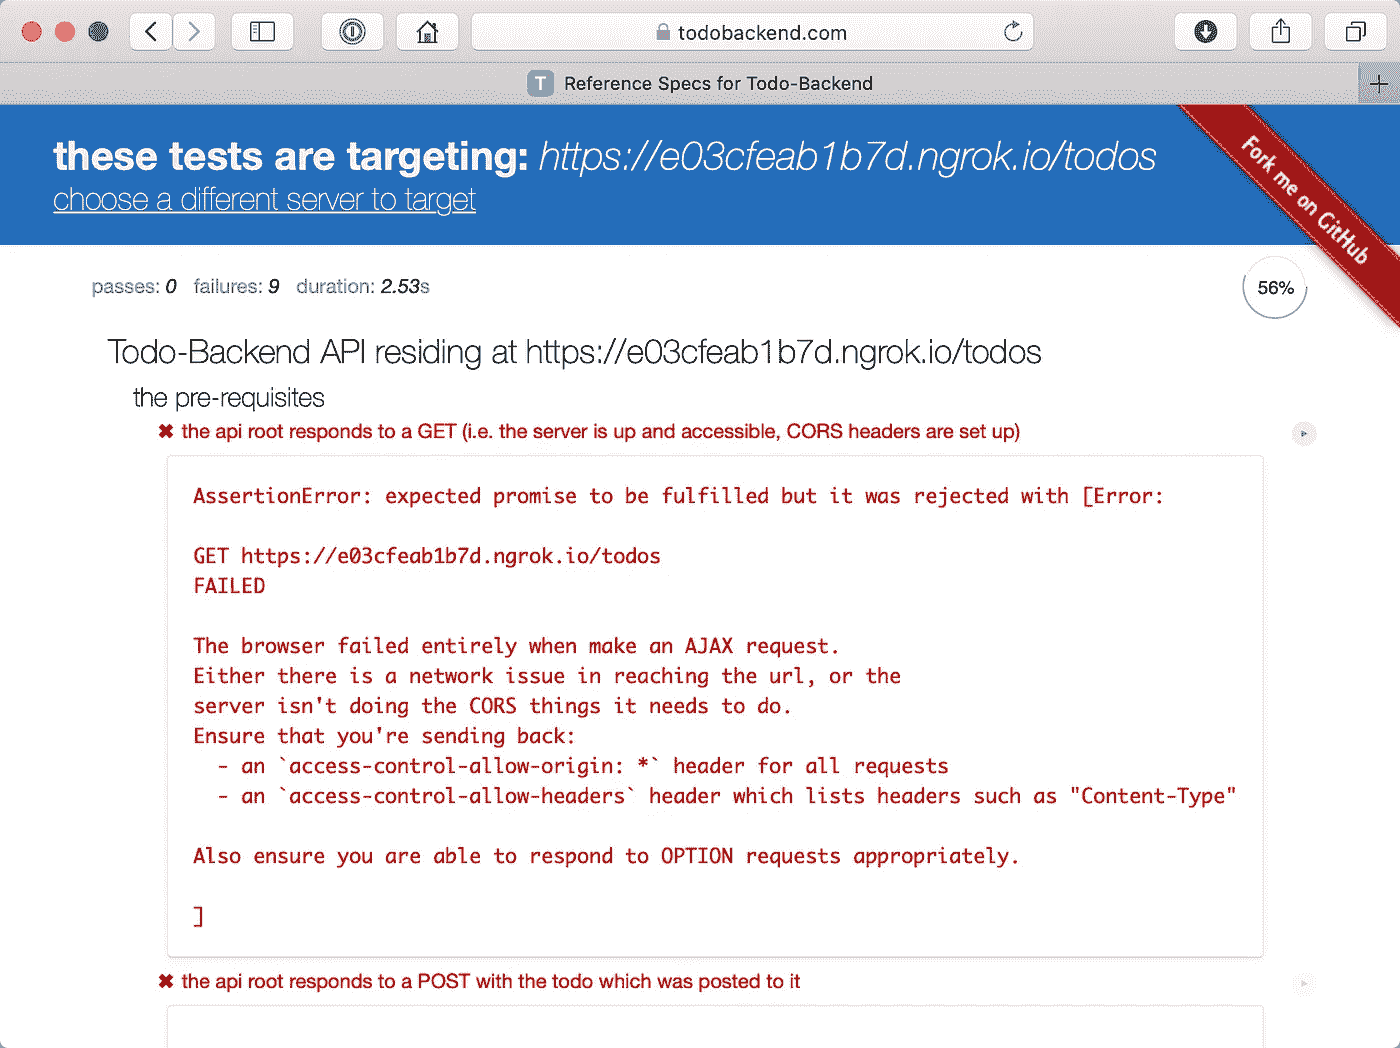 todobackend.com
T Reference Specs for Todo-Backend
these tests are targeting: https://e03cfeab1b7d.ngrok.io/todos
choose a different server to target
Fork me on GitHub
passes: 0 failures: 9 duration: 2.53s
56%
Todo-Backend API residing at https://e03cfeab1b7d.ngrok.io/todos
the pre-requisites
✖ the api root responds to a GET (i.e. the server is up and accessible, CORS headers are set up)
AssertionError: expected promise to be fulfilled but it was rejected with [Error:
GET https://e03cfeab1b7d.ngrok.io/todos
FAILED
The browser failed entirely when make an AJAX request.
Either there is a network issue in reaching the url, or the
server isn't doing the CORS things it needs to do.
Ensure that you're sending back:
- an `access-control-allow-origin: *` header for all requests
- an `access-control-allow-headers` header which lists headers such as "Content-Type"
Also ensure you are able to respond to OPTION requests appropriately.
]
✖ the api root responds to a POST with the todo which was posted to it